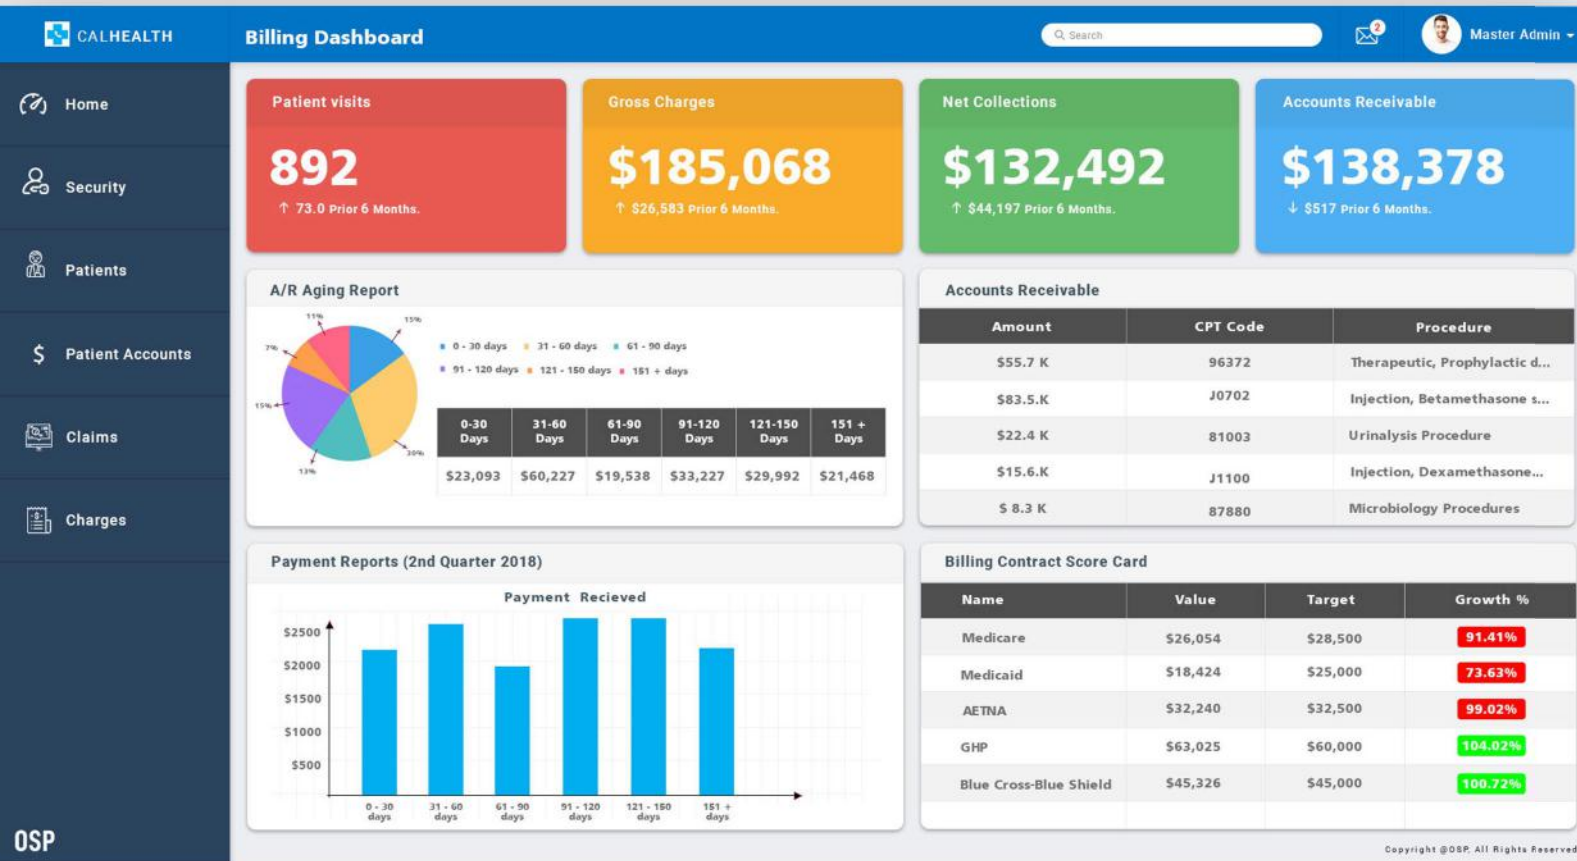 CALHEALTH
Billing Dashboard
Search
2
Master Admin
Home
Security
Patients
$ Patient Accounts
Claims
Charges
OSP
Patient visits
892
↑ 73.0 Prior 6 Months.
Gross Charges
$185,068
↑ $26,583 Prior 6 Months.
Net Collections
$132,492
↑ $44,197 Prior 6 Months.
Accounts Receivable
$138,378
↓ $517 Prior 6 Months.
A/R Aging Report
11%
15%
7%
15%
30%
13%
0 - 30 days 31 - 60 days 61 - 90 days
91 - 120 days 121 - 150 days 151 + days
0-30 Days 31-60 Days 61-90 Days 91-120 Days 121-150 Days 151 + Days
$23,093 $60,227 $19,538 $33,227 $29,992 $21,468
Accounts Receivable
Amount CPT Code Procedure
$55.7 K 96372 Therapeutic, Prophylactic d...
$83.5.K J0702 Injection, Betamethasone s...
$22.4 K 81003 Urinalysis Procedure
$15.6.K J1100 Injection, Dexamethasone...
$ 8.3 K 87880 Microbiology Procedures
Payment Reports (2nd Quarter 2018)
Payment Recieved
$2500
$2000
$1500
$1000
$500
0 - 30 days 31 - 60 days 61 - 90 days 91 - 120 days 121 - 150 days 151 + days
Billing Contract Score Card
Name Value Target Growth %
Medicare $26,054 $28,500 91.41%
Medicaid $18,424 $25,000 73.63%
AETNA $32,240 $32,500 99.02%
GHP $63,025 $60,000 104.02%
Blue Cross-Blue Shield $45,326 $45,000 100.72%
Copyright @OSP. All Rights Reserved